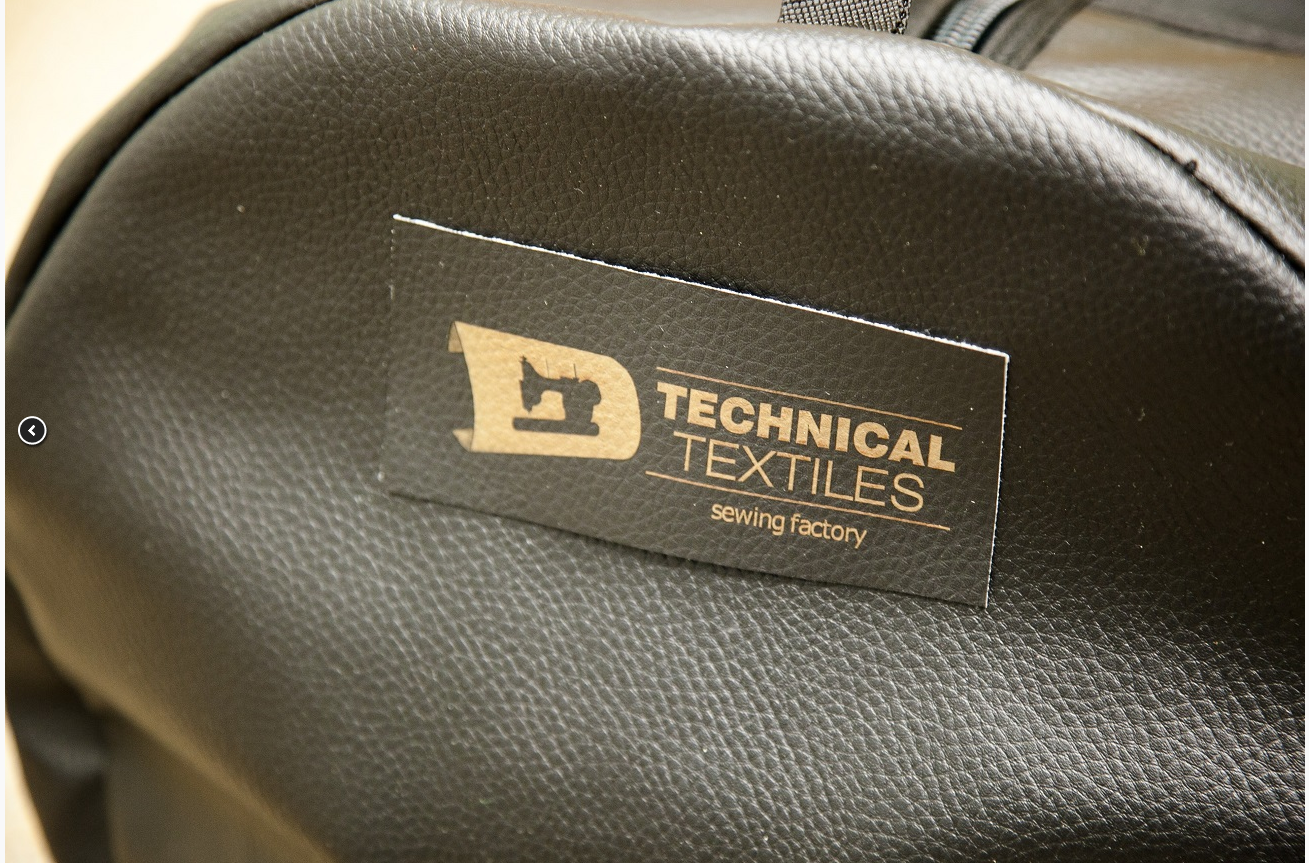 TECHNICAL
TEXTILES
sewing factory